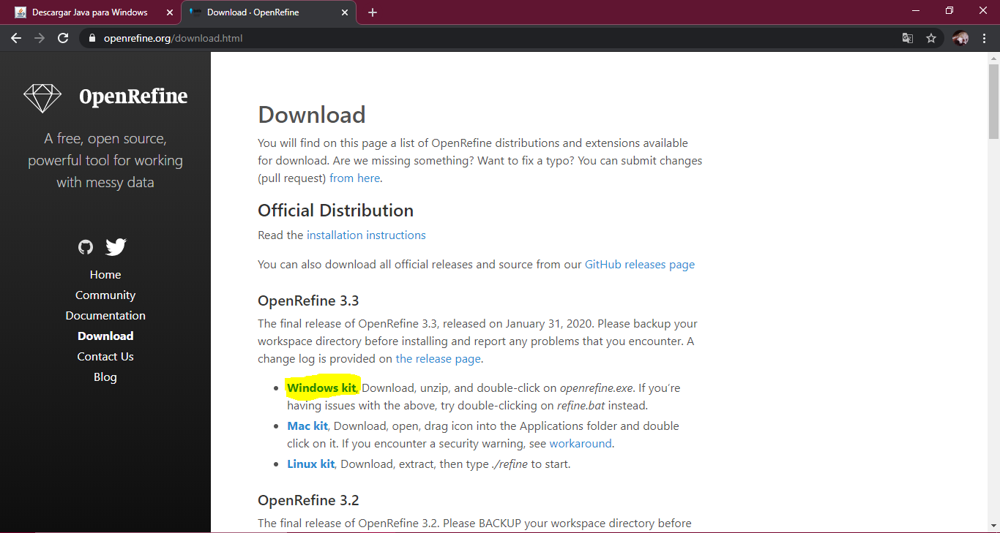 Descargar Java para Windows
Download · OpenRefine
openrefine.org/download.html
OpenRefine
A free, open source,
powerful tool for working
with messy data
Home
Community
Documentation
Download
Contact Us
Blog
Download
You will find on this page a list of OpenRefine distributions and extensions available
for download. Are we missing something? Want to fix a typo? You can submit changes
(pull request) from here.
Official Distribution
Read the installation instructions
You can also download all official releases and source from our GitHub releases page
OpenRefine 3.3
The final release of OpenRefine 3.3, released on January 31, 2020. Please backup your
workspace directory before installing and report any problems that you encounter. A
change log is provided on the release page.
• Windows kit, Download, unzip, and double-click on openrefine.exe. If you’re
having issues with the above, try double-clicking on refine.bat instead.
• Mac kit, Download, open, drag icon into the Applications folder and double
click on it. If you encounter a security warning, see workaround.
• Linux kit, Download, extract, then type ./refine to start.
OpenRefine 3.2
The final release of OpenRefine 3.2. Please BACKUP your workspace directory before